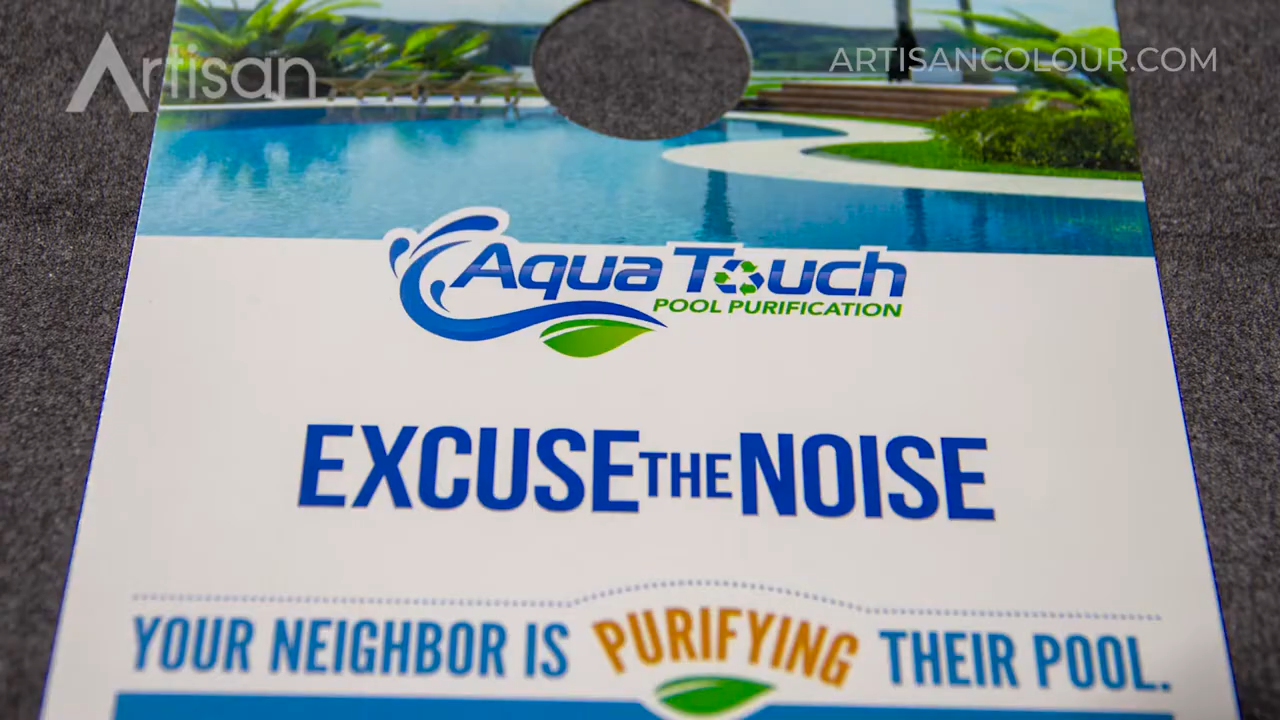 Artisan
ARTISANCOLOUR.COM
Aqua Touch
POOL PURIFICATION
EXCUSE THE NOISE
YOUR NEIGHBOR IS PURIFYING THEIR POOL.